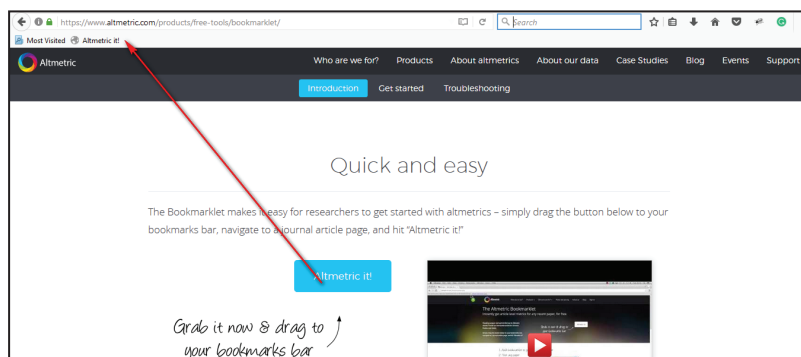 https://www.altmetric.com/products/free-tools/bookmarklet/
Search
Most Visited Altmetric it!
Altmetric
Who are we for? Products About altmetrics About our data Case Studies Blog Events Support
Introduction Get started Troubleshooting
Quick and easy
The Bookmarklet makes it easy for researchers to get started with altmetrics – simply drag the button below to your
bookmarks bar, navigate to a journal article page, and hit "Altmetric it!"
Altmetric it!
The Altmetric Bookmarklet
Grab it now & drag to
your bookmarks bar